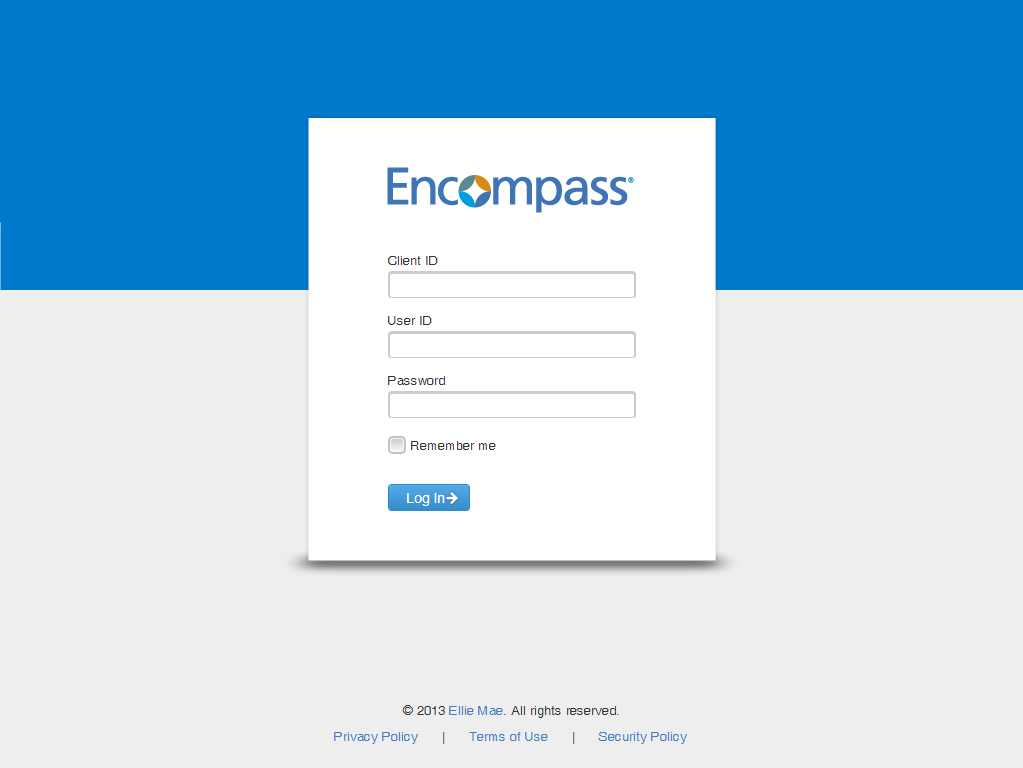 Encompass®
Client ID
User ID
Password
Remember me
Log In
© 2013 Ellie Mae. All rights reserved.
Privacy Policy | Terms of Use | Security Policy